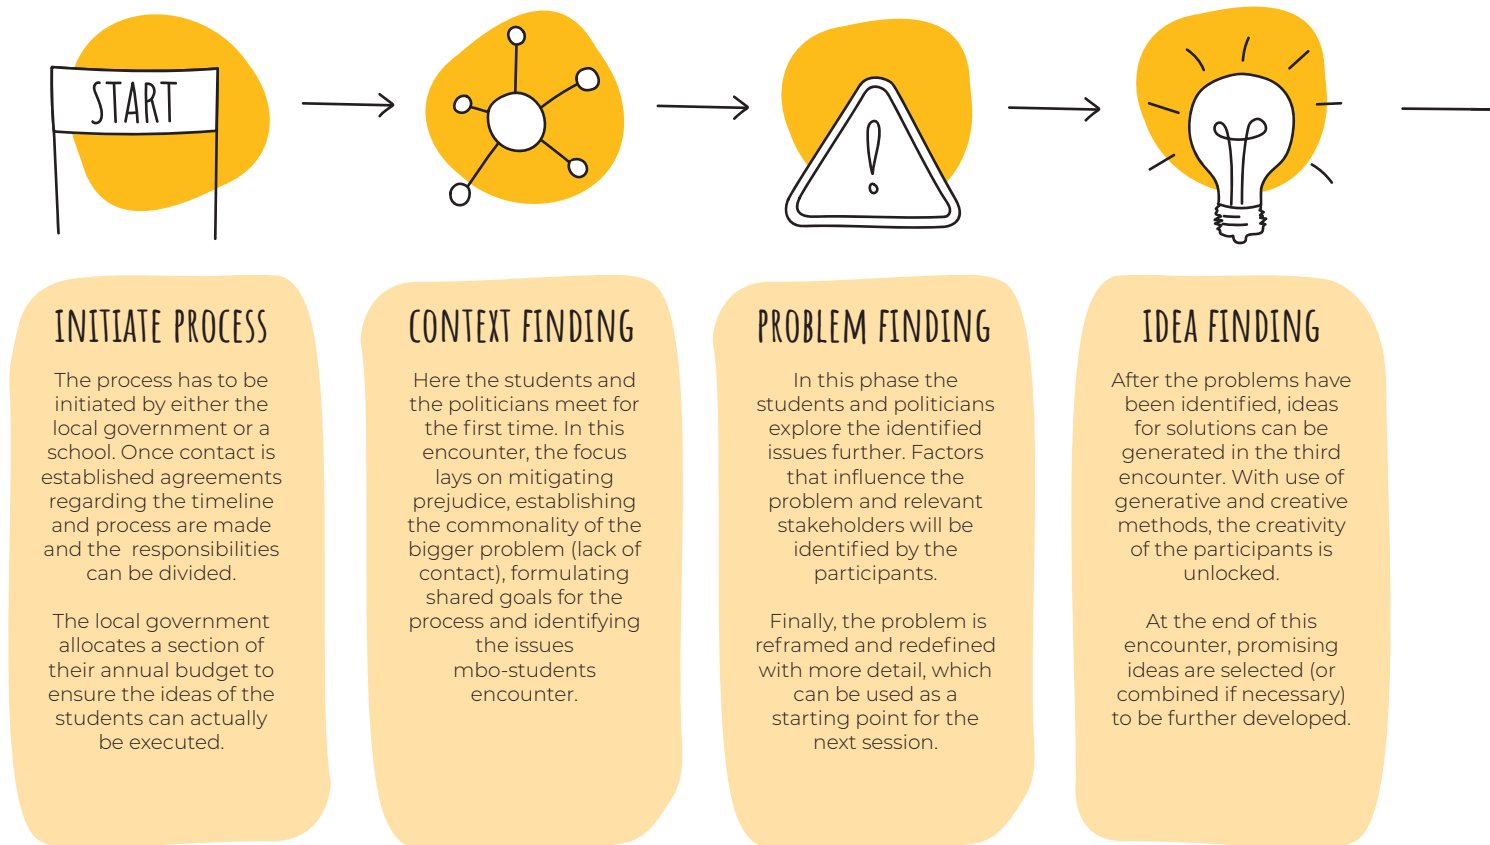 START
INITIATE PROCESS
The process has to be
initiated by either the
local government or a
school. Once contact is
established agreements
regarding the timeline
and process are made
and the responsibilities
can be divided.
The local government
allocates a section of
their annual budget to
ensure the ideas of the
students can actually
be executed.
CONTEXT FINDING
Here the students and
the politicians meet for
the first time. In this
encounter, the focus
lays on mitigating
prejudice, establishing
the commonality of the
bigger problem (lack of
contact), formulating
shared goals for the
process and identifying
the issues
mbo-students
encounter.
PROBLEM FINDING
In this phase the
students and politicians
explore the identified
issues further. Factors
that influence the
problem and relevant
stakeholders will be
identified by the
participants.
Finally, the problem is
reframed and redefined
with more detail, which
can be used as a
starting point for the
next session.
IDEA FINDING
After the problems have
been identified, ideas
for solutions can be
generated in the third
encounter. With use of
generative and creative
methods, the creativity
of the participants is
unlocked.
At the end of this
encounter, promising
ideas are selected (or
combined if necessary)
to be further developed.